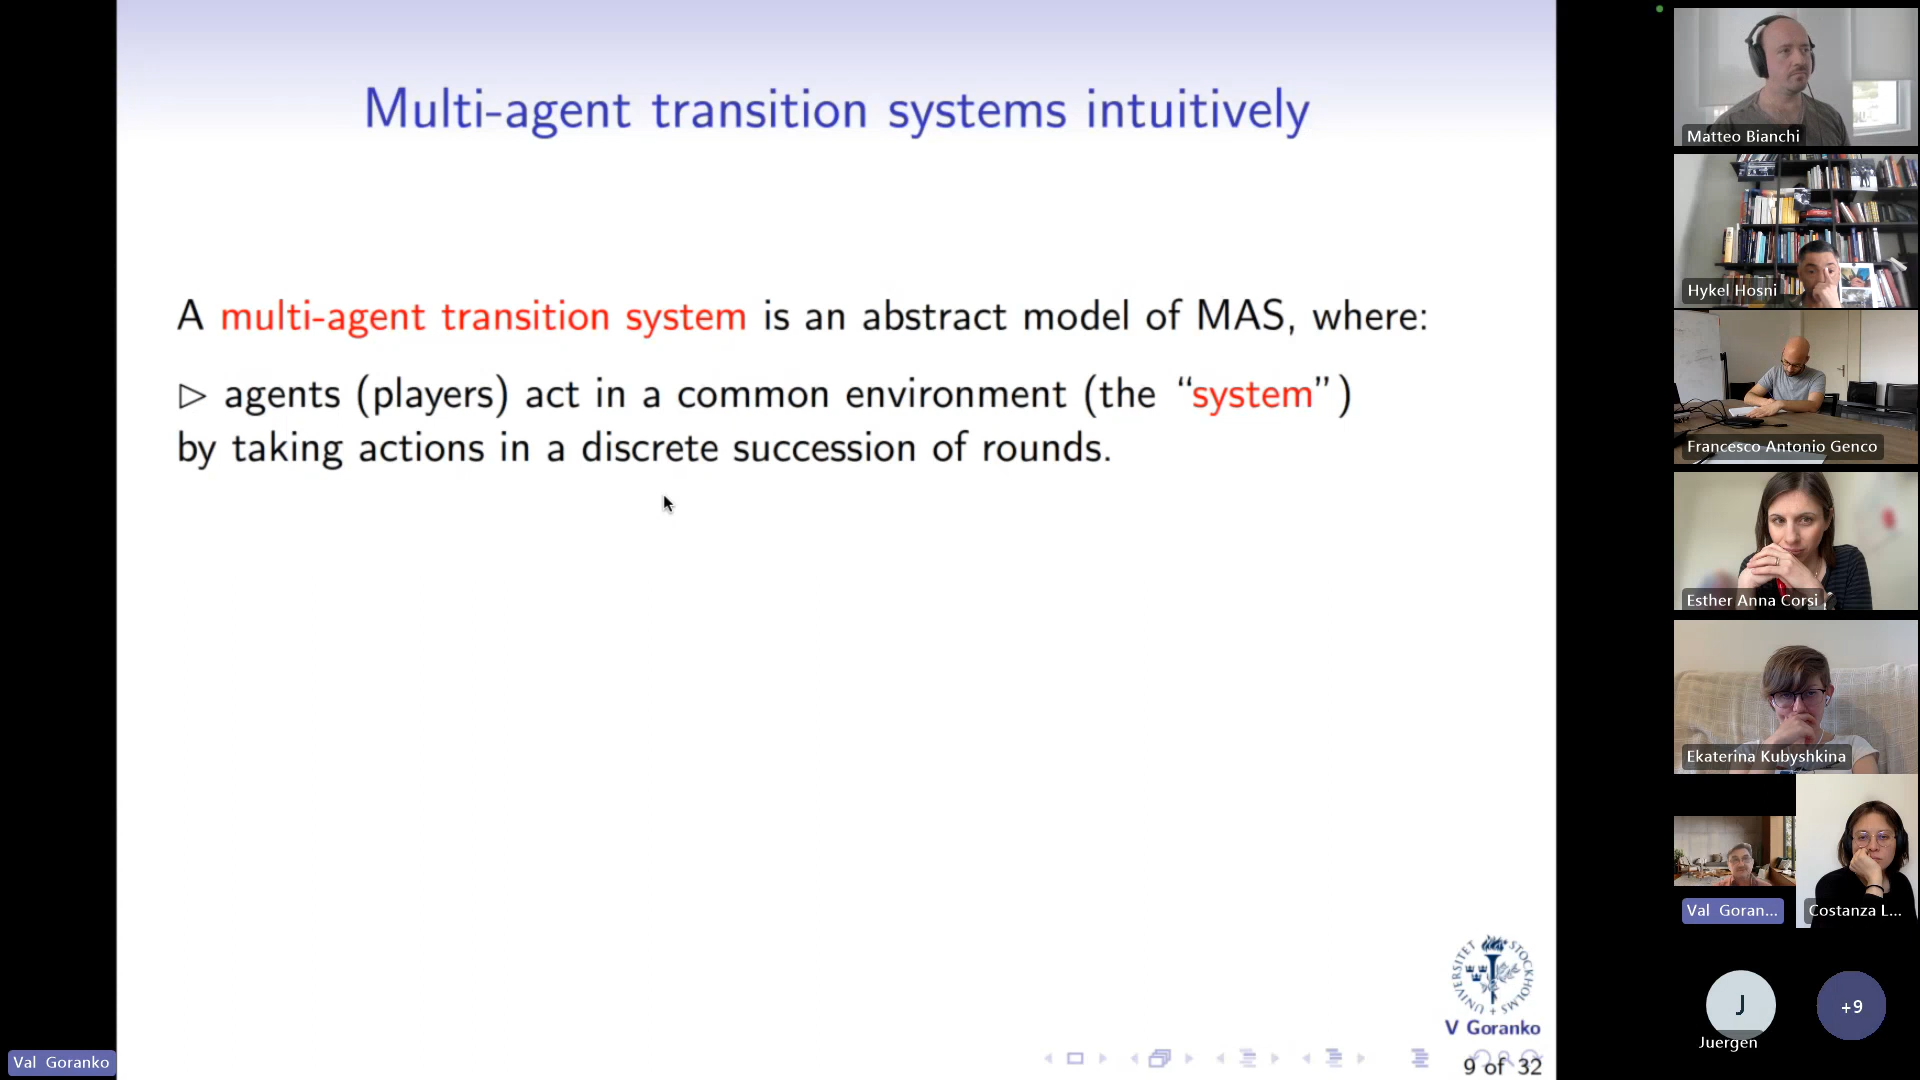 Multi-agent transition systems intuitively
A multi-agent transition system is an abstract model of MAS, where:
▷ agents (players) act in a common environment (the “system”)
by taking actions in a discrete succession of rounds.
STOCKHOLMS UNIVERSITET
V Goranko
9 of 32
Val Goranko
Matteo Bianchi
Hykel Hosni
Francesco Antonio Genco
Esther Anna Corsi
Ekaterina Kubyshkina
Val Goran...
Costanza L...
J
Juergen
+9